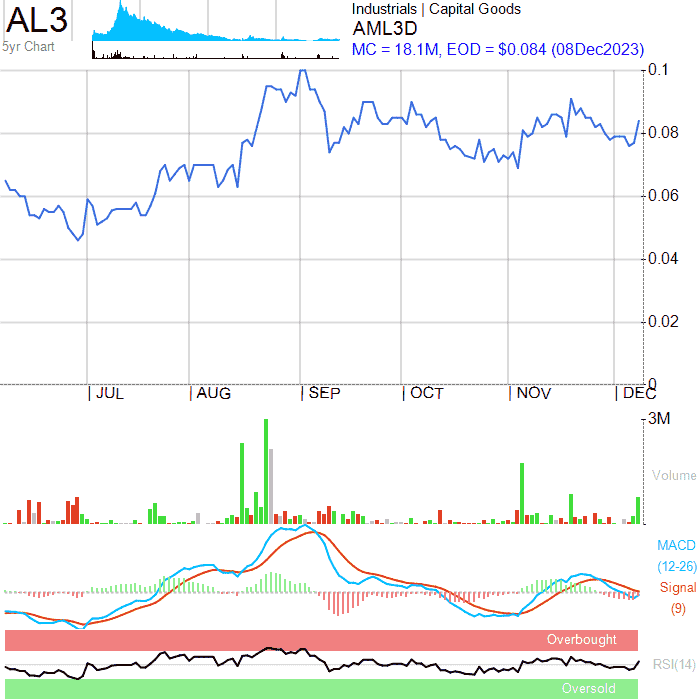 AL3
5yr Chart
Industrials | Capital Goods
AML3D
MC = 18.1M, EOD = $0.084 (08Dec2023)
0.1
0.08
0.06
0.04
0.02
0
JUL AUG SEP OCT NOV DEC
3M
Volume
MACD
(12-26)
Signal
(9)
Overbought
RSI(14)
Oversold